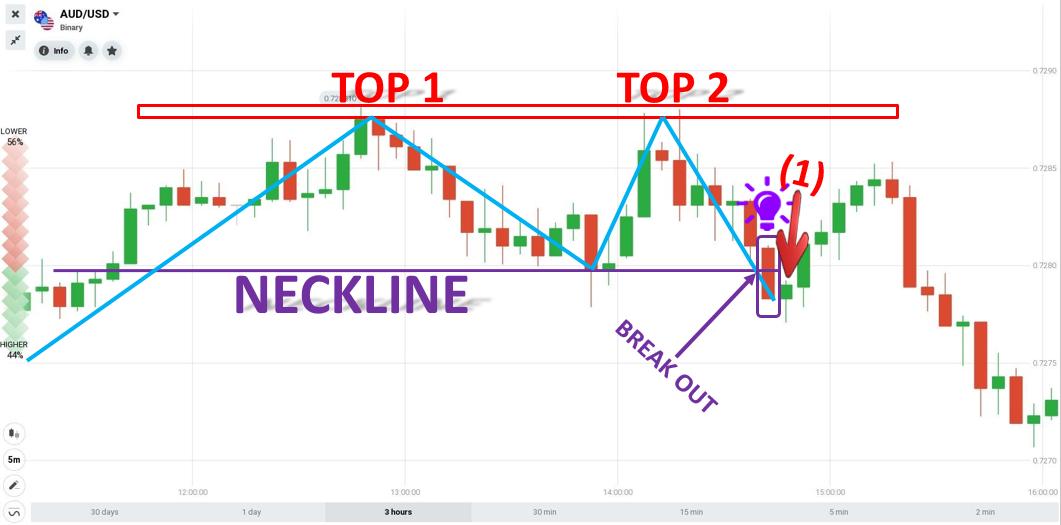 AUD/USD
Binary
Info
TOP 1
TOP 2
0.7290
LOWER
56%
(1)
0.7285
0.7280
NECKLINE
BREAK OUT
HIGHER
44%
0.7275
0.7270
5m
12:00:00
13:00:00
14:00:00
15:00:00
16:00:00
30 days
1 day
3 hours
30 min
15 min
5 min
2 min